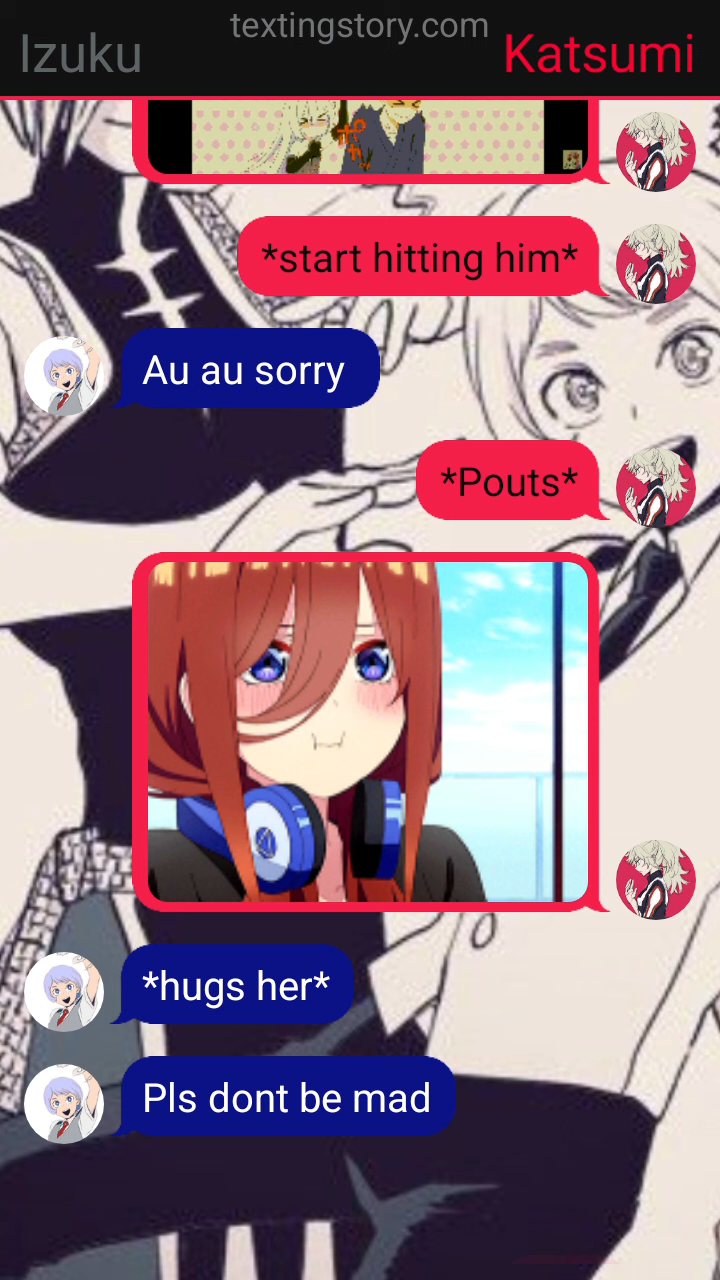 textingstory.com
Izuku
Katsumi
*start hitting him*
Au au sorry
*Pouts*
*hugs her*
Pls dont be mad